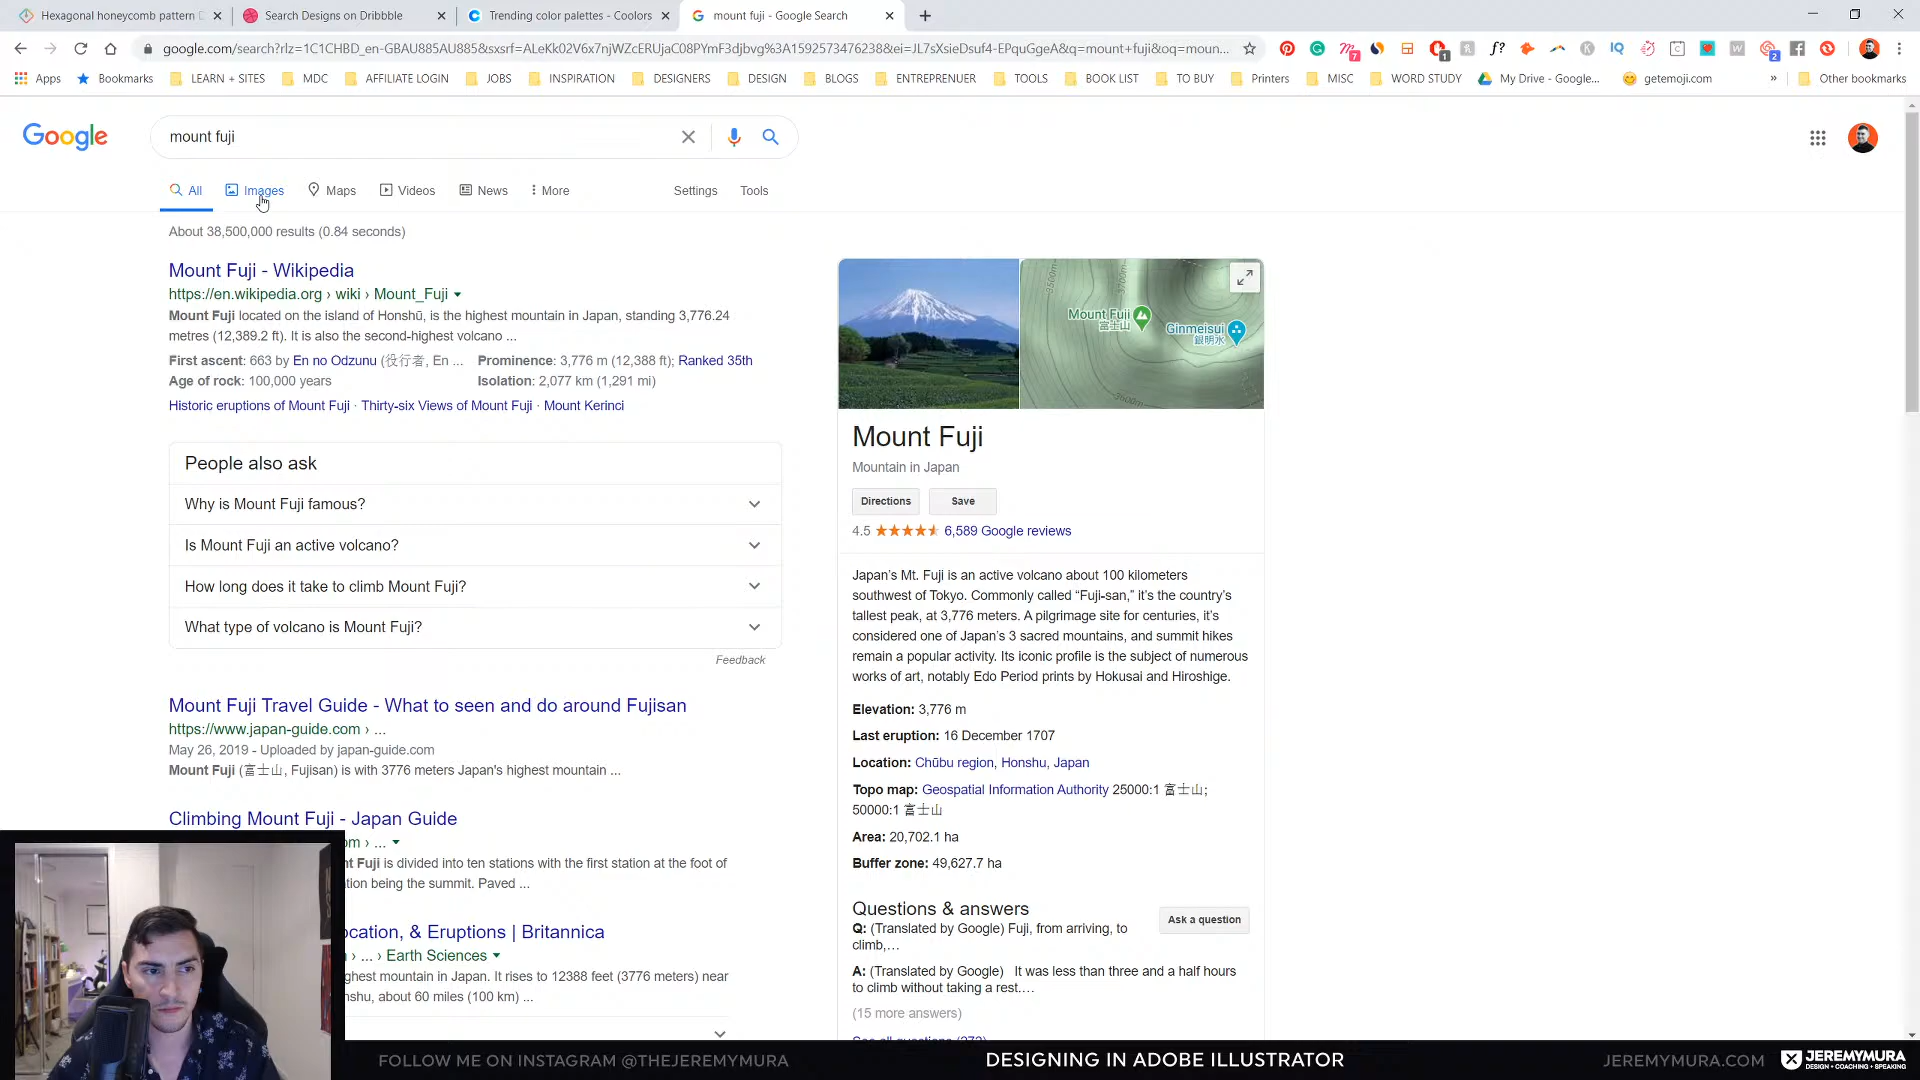 Hexagonal honeycomb pattern
Search Designs on Dribbble
Trending color palettes - Coolors
mount fuji - Google Search
google.com/search?rlz=1C1CHBD_en-GBAU885AU885&sxsrf=ALeKk02V6x7njWZcERUjaC08PYmF3djbvg%3A1592573476238&ei=JL7sXsieDsuf4-EPquGgeA&q=mount+fuji&oq=moun...
Apps
Bookmarks
LEARN + SITES
MDC
AFFILIATE LOGIN
JOBS
INSPIRATION
DESIGNERS
DESIGN
BLOGS
ENTREPRENUER
TOOLS
BOOK LIST
TO BUY
Printers
MISC
WORD STUDY
My Drive - Google...
getemoji.com
Other bookmarks
Google
mount fuji
All
Images
Maps
Videos
News
More
Settings
Tools
About 38,500,000 results (0.84 seconds)
Mount Fuji - Wikipedia
https://en.wikipedia.org › wiki › Mount_Fuji
Mount Fuji located on the island of Honshū, is the highest mountain in Japan, standing 3,776.24
metres (12,389.2 ft). It is also the second-highest volcano ...
First ascent: 663 by En no Odzunu (役行者, En ...
Prominence: 3,776 m (12,388 ft); Ranked 35th
Age of rock: 100,000 years
Isolation: 2,077 km (1,291 mi)
Historic eruptions of Mount Fuji · Thirty-six Views of Mount Fuji · Mount Kerinci
People also ask
Why is Mount Fuji famous?
Is Mount Fuji an active volcano?
How long does it take to climb Mount Fuji?
What type of volcano is Mount Fuji?
Feedback
Mount Fuji Travel Guide - What to seen and do around Fujisan
https://www.japan-guide.com › ...
May 26, 2019 - Uploaded by japan-guide.com
Mount Fuji (富士山, Fujisan) is with 3776 meters Japan's highest mountain ...
Climbing Mount Fuji - Japan Guide
om › ...
nt Fuji is divided into ten stations with the first station at the foot of
tion being the summit. Paved ...
ocation, & Eruptions | Britannica
› ... › Earth Sciences
ghest mountain in Japan. It rises to 12388 feet (3776 meters) near
nshu, about 60 miles (100 km) ...
3500m
3700m
Mount Fuji
富士山
Ginmeisui
銀明水
3600m
Mount Fuji
Mountain in Japan
Directions
Save
4.5
6,589 Google reviews
Japan's Mt. Fuji is an active volcano about 100 kilometers
southwest of Tokyo. Commonly called “Fuji-san,” it's the country's
tallest peak, at 3,776 meters. A pilgrimage site for centuries, it's
considered one of Japan's 3 sacred mountains, and summit hikes
remain a popular activity. Its iconic profile is the subject of numerous
works of art, notably Edo Period prints by Hokusai and Hiroshige.
Elevation: 3,776 m
Last eruption: 16 December 1707
Location: Chūbu region, Honshu, Japan
Topo map: Geospatial Information Authority 25000:1 富士山;
50000:1 富士山
Area: 20,702.1 ha
Buffer zone: 49,627.7 ha
Questions & answers
Ask a question
Q: (Translated by Google) Fuji, from arriving, to
climb,…
A: (Translated by Google) It was less than three and a half hours
to climb without taking a rest.…
(15 more answers)
FOLLOW ME ON INSTAGRAM @THEJEREMYMURA
DESIGNING IN ADOBE ILLUSTRATOR
JEREMYMURA.COM
JEREMYMURA
DESIGN • COACHING • SPEAKING